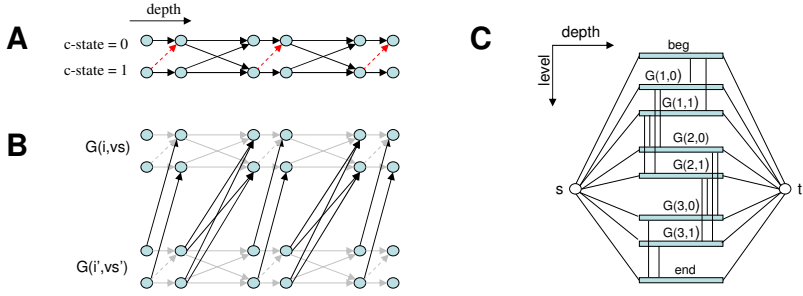 A
depth
c-state = 0
c-state = 1
B
G(i,vs)
G(i',vs')
C
depth
level
beg
G(1,0)
G(1,1)
G(2,0)
G(2,1)
s
t
G(3,0)
G(3,1)
end